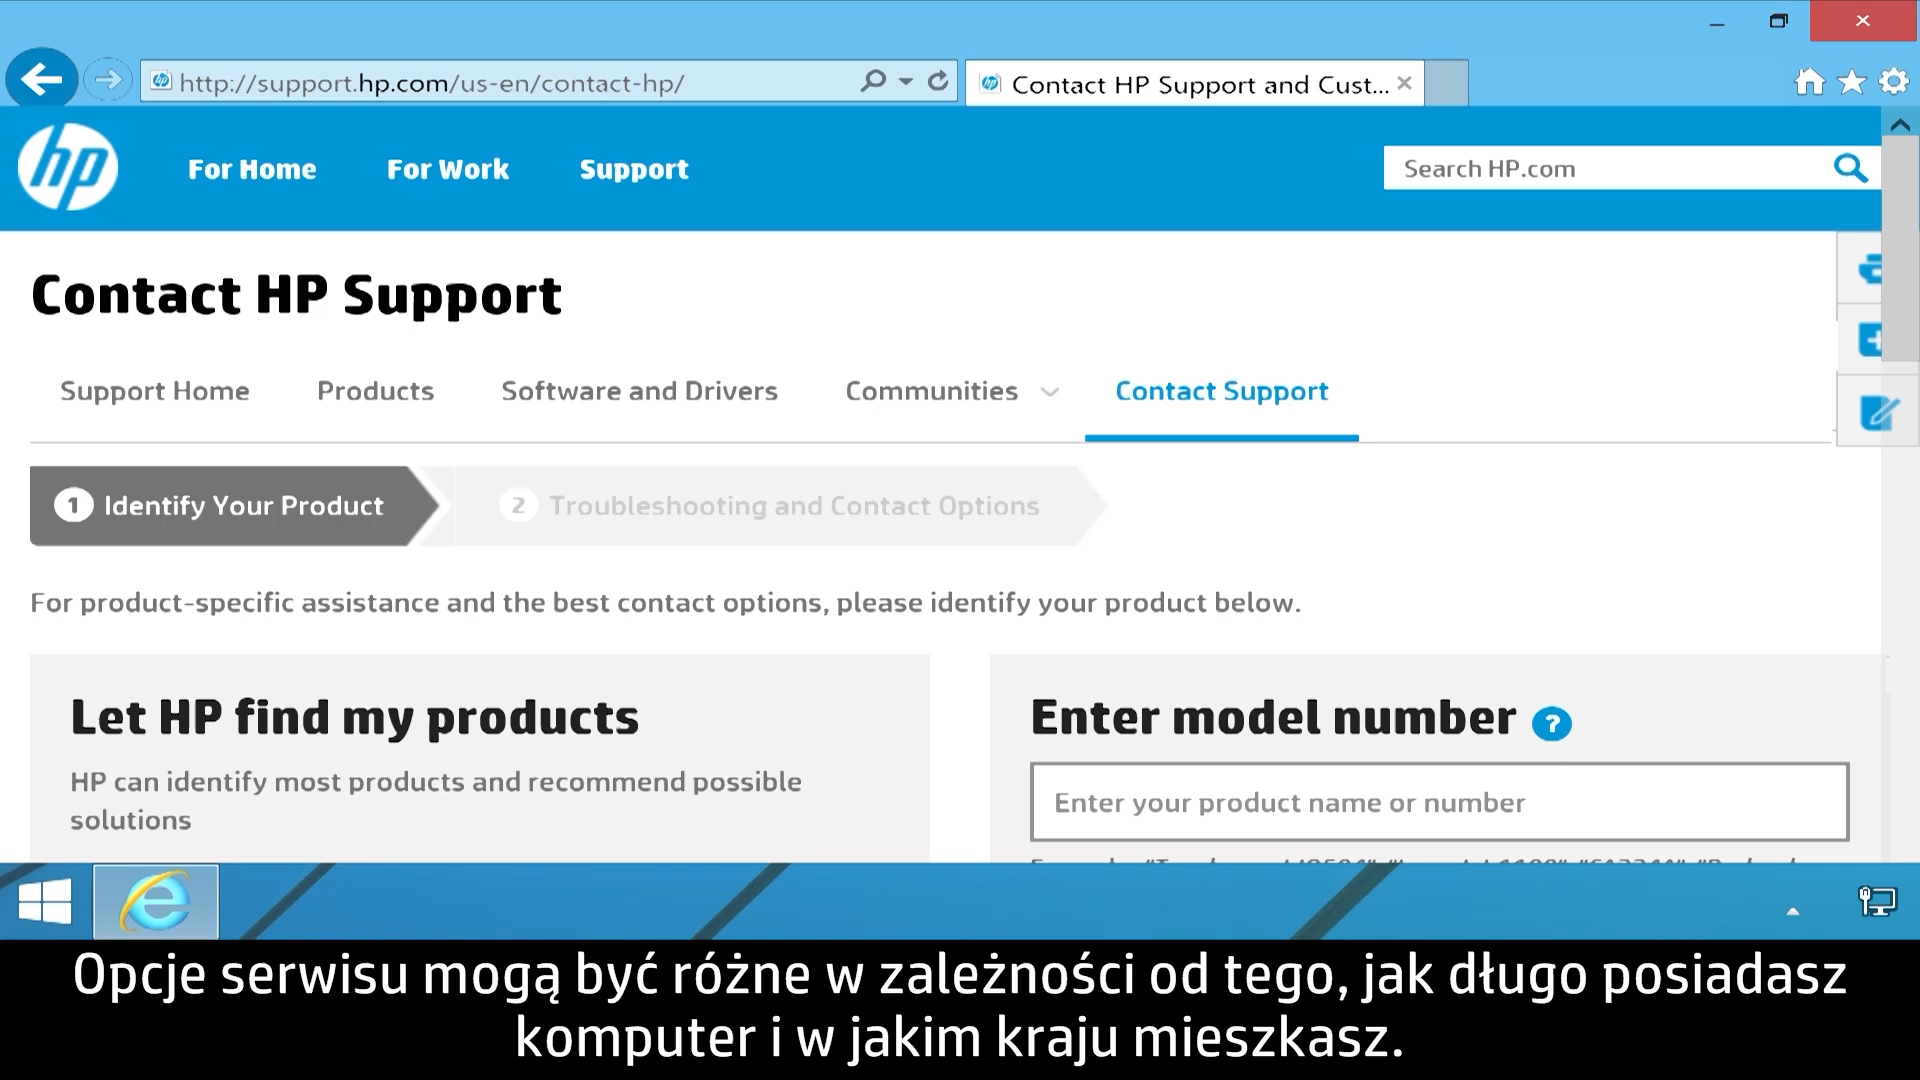 http://support.hp.com/us-en/contact-hp/
Contact HP Support and Cust...
hp
For Home
For Work
Support
Search HP.com
Contact HP Support
Support Home
Products
Software and Drivers
Communities
Contact Support
1 Identify Your Product
2 Troubleshooting and Contact Options
For product-specific assistance and the best contact options, please identify your product below.
Let HP find my products
HP can identify most products and recommend possible
solutions
Enter model number ?
Enter your product name or number
Opcje serwisu mogą być różne w zależności od tego, jak długo posiadasz
komputer i w jakim kraju mieszkasz.